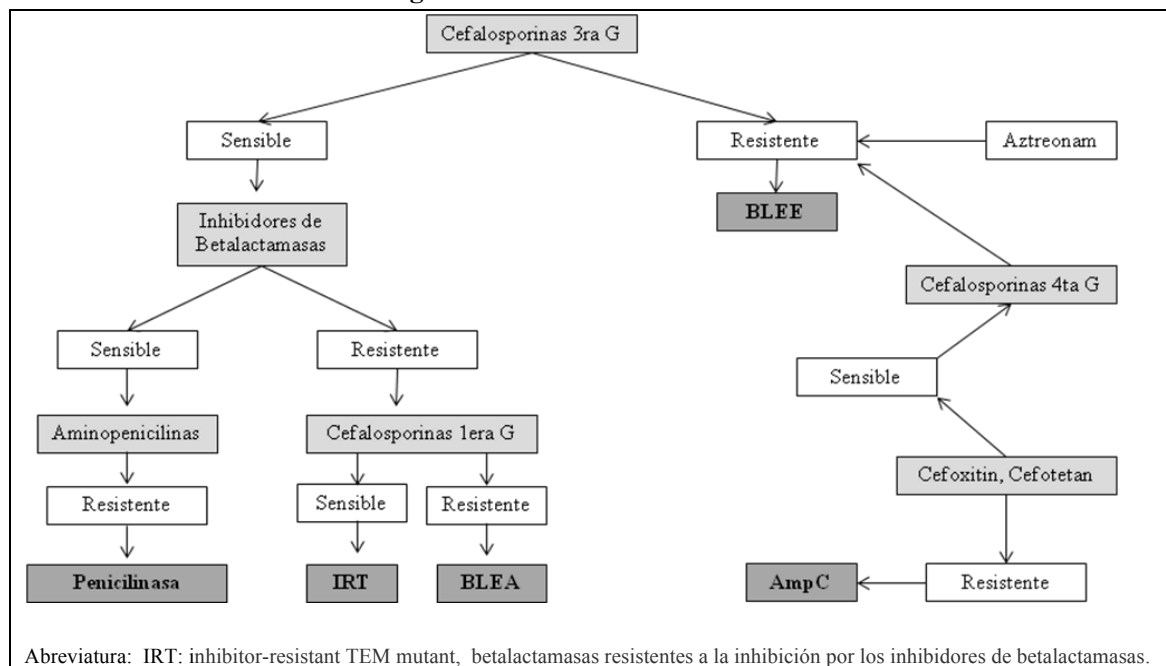 Cefalosporinas 3ra G
Sensible
Resistente
Aztreonam
BLEE
Inhibidores de
Betalactamasas
Cefalosporinas 4ta G
Sensible
Resistente
Sensible
Aminopenicilinas
Cefalosporinas 1era G
Cefoxitin, Cefotetan
Resistente
Sensible
Resistente
Penicilinasa
IRT
BLEA
AmpC
Resistente
Abreviatura: IRT: inhibitor-resistant TEM mutant, betalactamasas resistentes a la inhibición por los inhibidores de betalactamasas.